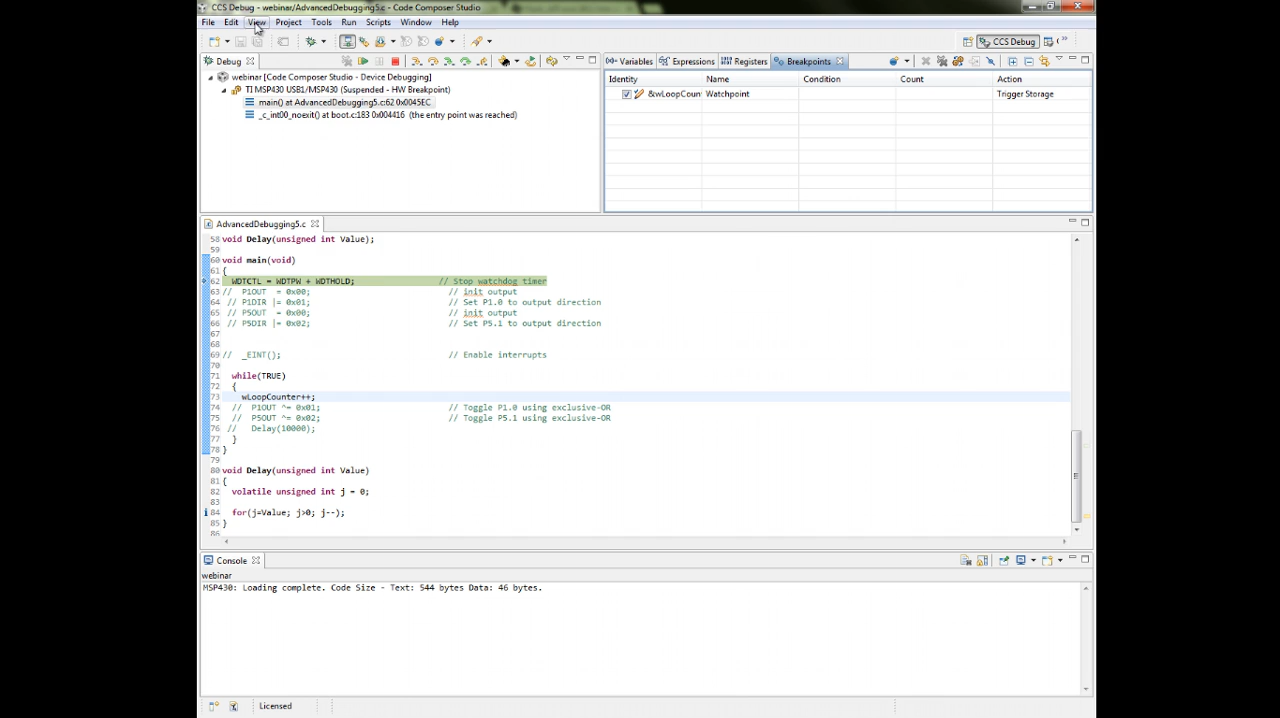 CCS Debug - webinar/AdvancedDebugging5.c - Code Composer Studio
File Edit View Project Tools Run Scripts Window Help
CCS Debug
Debug
webinar [Code Composer Studio - Device Debugging]
TI MSP430 USB1/MSP430 (Suspended - HW Breakpoint)
main() at AdvancedDebugging5.c:62 0x0045EC
_c_int00_noexit() at boot.c:183 0x004416 (the entry point was reached)
Variables Expressions Registers Breakpoints
Identity Name Condition Count Action
&wLoopCoun Watchpoint Trigger Storage
AdvancedDebugging5.c
58 void Delay(unsigned int Value);
59
60 void main(void)
61 {
62 WDTCTL = WDTPW + WDTHOLD; // Stop watchdog timer
63 // P1OUT = 0x00; // init output
64 // P1DIR |= 0x01; // Set P1.0 to output direction
65 // P5OUT = 0x00; // init output
66 // P5DIR |= 0x02; // Set P5.1 to output direction
67
68
69 // _EINT(); // Enable interrupts
70
71 while(TRUE)
72 {
73 wLoopCounter++;
74 // P1OUT ^= 0x01; // Toggle P1.0 using exclusive-OR
75 // P5OUT ^= 0x02; // Toggle P5.1 using exclusive-OR
76 // Delay(10000);
77 }
78 }
79
80 void Delay(unsigned int Value)
81 {
82 volatile unsigned int j = 0;
83
84 for(j=Value; j>0; j--);
85 }
86
Console
webinar
MSP430: Loading complete. Code Size - Text: 544 bytes Data: 46 bytes.
Licensed